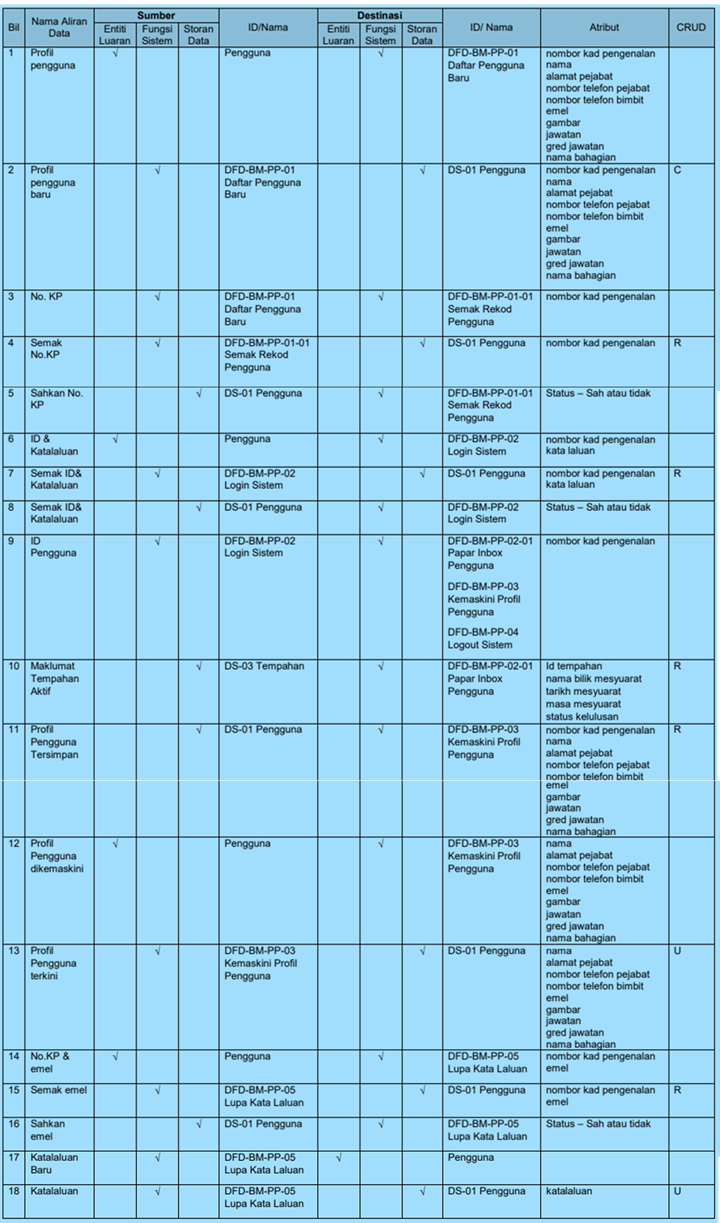 Bil Nama Aliran Data Sumber ID/Nama Destinasi ID/ Nama Atribut CRUD
Entiti Luaran Fungsi Sistem Storan Data Entiti Luaran Fungsi Sistem Storan Data
1 Profil √ Pengguna √ DFD-BM-PP-01 nombor kad pengenalan
pengguna Daftar Pengguna nama
Baru alamat pejabat
nombor telefon pejabat
nombor telefon bimbit
emel
gambar
jawatan
gred jawatan
nama bahagian
2 Profil √ DFD-BM-PP-01 √ DS-01 Pengguna nombor kad pengenalan C
pengguna Daftar Pengguna nama
baru Baru alamat pejabat
nombor telefon pejabat
nombor telefon bimbit
emel
gambar
jawatan
gred jawatan
nama bahagian
3 No. KP √ DFD-BM-PP-01 √ DFD-BM-PP-01-01 nombor kad pengenalan
Daftar Pengguna Semak Rekod
Baru Pengguna
4 Semak √ DFD-BM-PP-01-01 √ DS-01 Pengguna nombor kad pengenalan R
No.KP Semak Rekod
Pengguna
5 Sahkan No. √ DS-01 Pengguna √ DFD-BM-PP-01-01 Status – Sah atau tidak
KP Semak Rekod
Pengguna
6 ID & √ Pengguna √ DFD-BM-PP-02 nombor kad pengenalan
Katalaluan Login Sistem kata laluan
7 Semak ID& √ DFD-BM-PP-02 √ DS-01 Pengguna nombor kad pengenalan R
Katalaluan Login Sistem kata laluan
8 Semak ID& √ DS-01 Pengguna √ DFD-BM-PP-02 Status – Sah atau tidak
Katalaluan Login Sistem
9 ID √ DFD-BM-PP-02 √ DFD-BM-PP-02-01 nombor kad pengenalan
Pengguna Login Sistem Papar Inbox
Pengguna
DFD-BM-PP-03
Kemaskini Profil
Pengguna
DFD-BM-PP-04
Logout Sistem
10 Maklumat √ DS-03 Tempahan √ DFD-BM-PP-02-01 Id tempahan R
Tempahan Papar Inbox nama bilik mesyuarat
Aktif Pengguna tarikh mesyuarat
masa mesyuarat
status kelulusan
11 Profil √ DS-01 Pengguna √ DFD-BM-PP-03 nombor kad pengenalan R
Pengguna Kemaskini Profil nama
Tersimpan Pengguna alamat pejabat
nombor telefon pejabat
nombor telefon bimbit
emel
gambar
jawatan
gred jawatan
nama bahagian
12 Profil √ Pengguna √ DFD-BM-PP-03 nama
Pengguna Kemaskini Profil alamat pejabat
dikemaskini Pengguna nombor telefon pejabat
nombor telefon bimbit
emel
gambar
jawatan
gred jawatan
nama bahagian
13 Profil √ DFD-BM-PP-03 √ DS-01 Pengguna nama U
Pengguna Kemaskini Profil alamat pejabat
terkini Pengguna nombor telefon pejabat
nombor telefon bimbit
emel
gambar
jawatan
gred jawatan
nama bahagian
14 No.KP & √ Pengguna √ DFD-BM-PP-05 nombor kad pengenalan
emel Lupa Kata Laluan emel
15 Semak emel √ DFD-BM-PP-05 √ DS-01 Pengguna nombor kad pengenalan R
Lupa Kata Laluan emel
16 Sahkan √ DS-01 Pengguna √ DFD-BM-PP-05 Status – Sah atau tidak
emel Lupa Kata Laluan
17 Katalaluan √ DFD-BM-PP-05 √ Pengguna
Baru Lupa Kata Laluan
18 Katalaluan √ DFD-BM-PP-05 √ DS-01 Pengguna katalaluan U
Lupa Kata Laluan